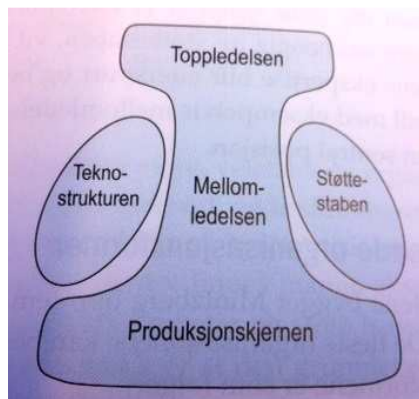 Toppledelsen
Tekno-
strukturen
Mellom-
ledelsen
Støtte-
staben
Produksjonskjernen